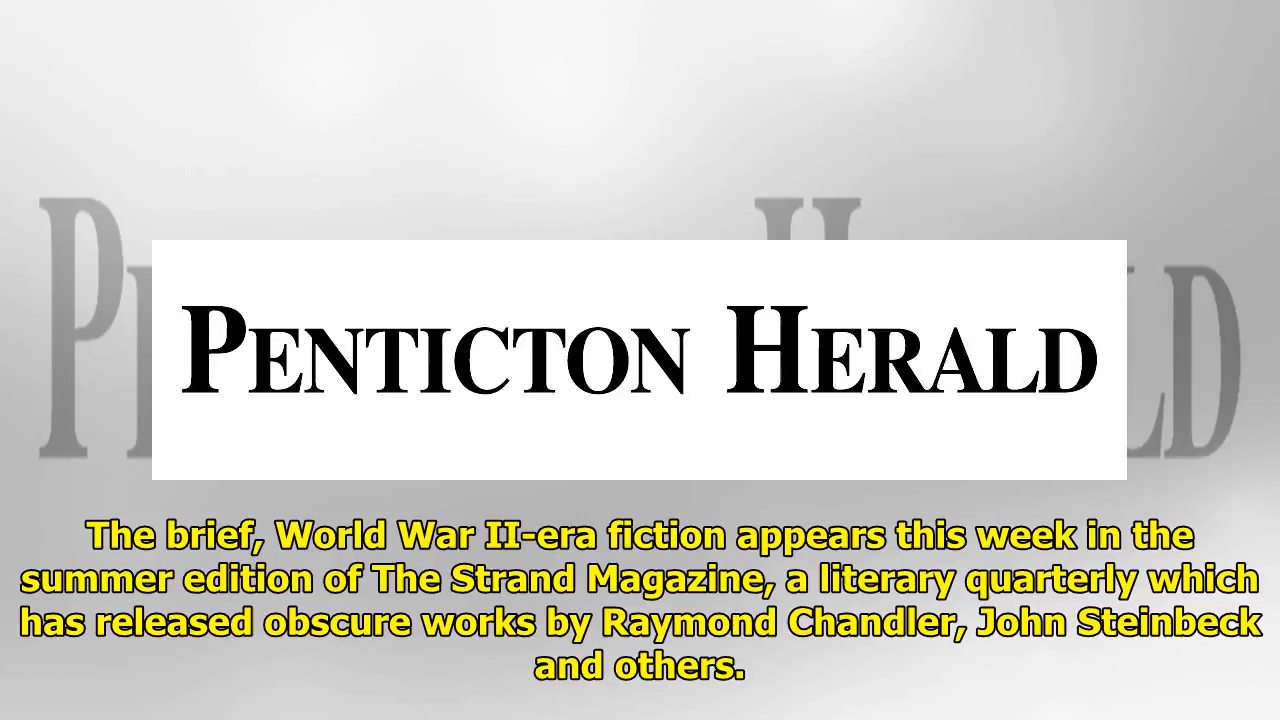 PENTICTON HERALD
The brief, World War II-era fiction appears this week in the
summer edition of The Strand Magazine, a literary quarterly which
has released obscure works by Raymond Chandler, John Steinbeck
and others.